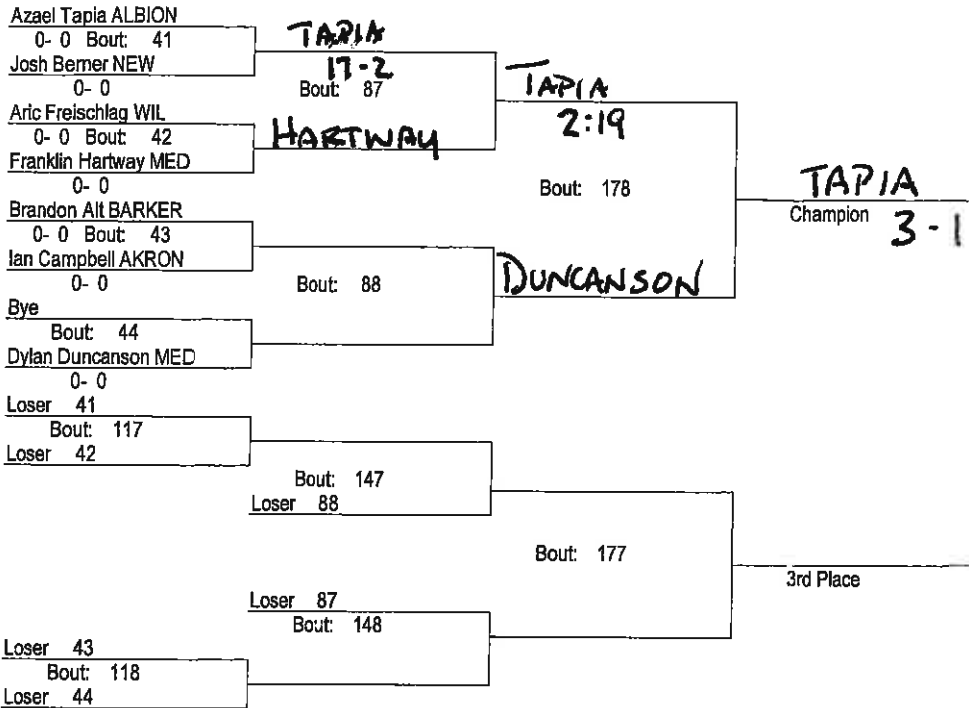 Azael Tapia ALBION
0- 0 Bout: 41
TAPIA
Josh Berner NEW
17-2
0- 0
Bout: 87
TAPIA
Aric Freischlag WIL
2:19
0- 0 Bout: 42
HARTWAY
Franklin Hartway MED
0- 0
Bout: 178
TAPIA
Brandon Alt BARKER
Champion 3-1
0- 0 Bout: 43
Ian Campbell AKRON
0- 0
Bout: 88
DUNCANSON
Bye
Bout: 44
Dylan Duncanson MED
0- 0
Loser 41
Bout: 117
Loser 42
Bout: 147
Loser 88
Bout: 177
3rd Place
Loser 87
Bout: 148
Loser 43
Bout: 118
Loser 44